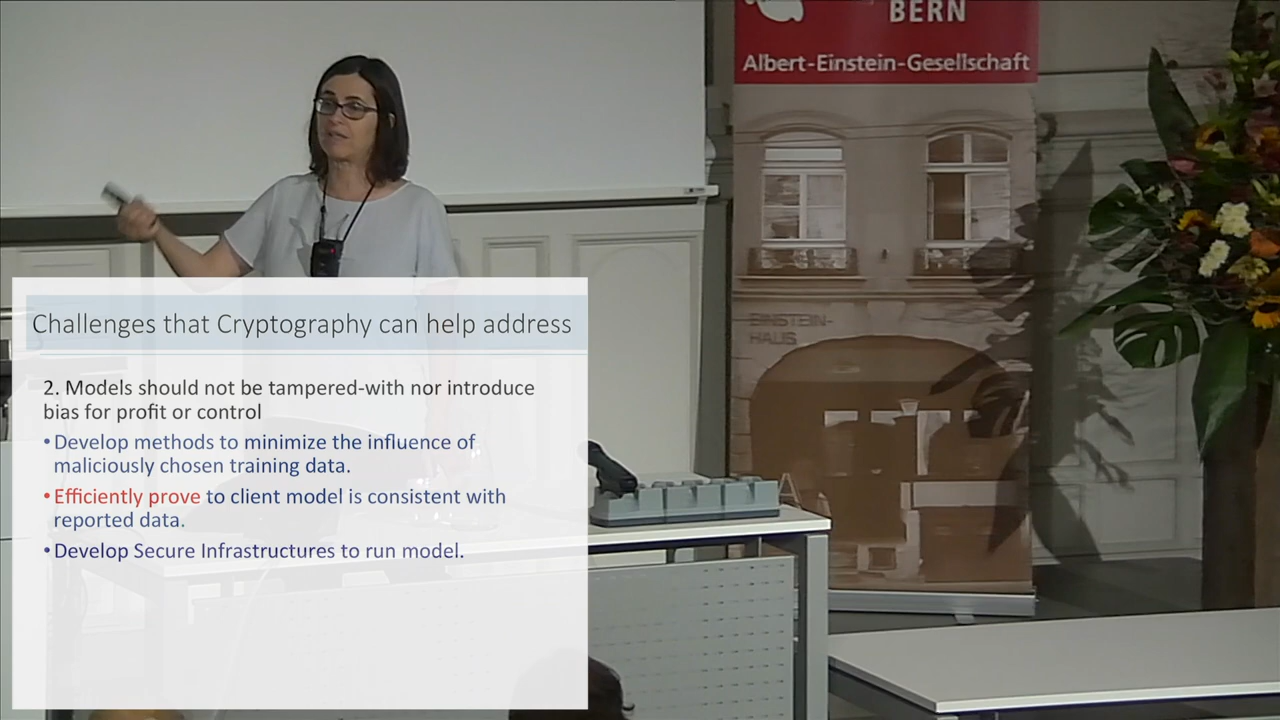 BERN
Albert-Einstein-Gesellschaft
EINSTEIN-
HAUS
Challenges that Cryptography can help address
2. Models should not be tampered-with nor introduce
bias for profit or control
•Develop methods to minimize the influence of
maliciously chosen training data.
•Efficiently prove to client model is consistent with
reported data.
•Develop Secure Infrastructures to run model.